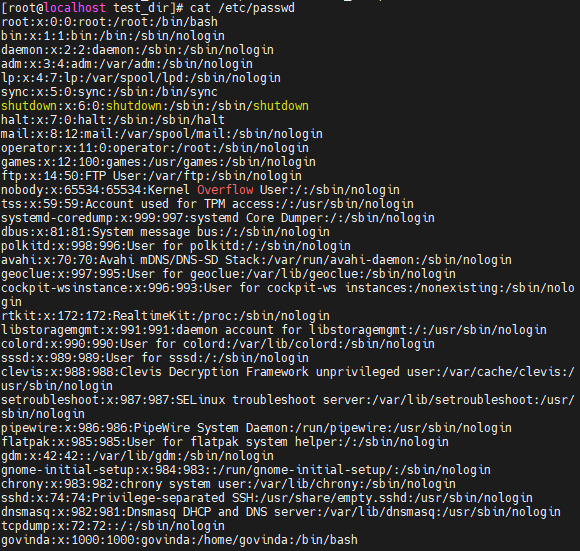 [root@localhost test_dir]# cat /etc/passwd
root:x:0:0:root:/root:/bin/bash
bin:x:1:1:bin:/bin:/sbin/nologin
daemon:x:2:2:daemon:/sbin:/sbin/nologin
adm:x:3:4:adm:/var/adm:/sbin/nologin
lp:x:4:7:lp:/var/spool/lpd:/sbin/nologin
sync:x:5:0:sync:/sbin:/bin/sync
shutdown:x:6:0:shutdown:/sbin:/sbin/shutdown
halt:x:7:0:halt:/sbin:/sbin/halt
mail:x:8:12:mail:/var/spool/mail:/sbin/nologin
operator:x:11:0:operator:/root:/sbin/nologin
games:x:12:100:games:/usr/games:/sbin/nologin
ftp:x:14:50:FTP User:/var/ftp:/sbin/nologin
nobody:x:65534:65534:Kernel Overflow User:/:/sbin/nologin
tss:x:59:59:Account used for TPM access:/:/usr/sbin/nologin
systemd-coredump:x:999:997:systemd Core Dumper:/:/sbin/nologin
dbus:x:81:81:System message bus:/:/sbin/nologin
polkitd:x:998:996:User for polkitd:/:/sbin/nologin
avahi:x:70:70:Avahi mDNS/DNS-SD Stack:/var/run/avahi-daemon:/sbin/nologin
geoclue:x:997:995:User for geoclue:/var/lib/geoclue:/sbin/nologin
cockpit-wsinstance:x:996:993:User for cockpit-ws instances:/nonexisting:/sbin/nolo
gin
rtkit:x:172:172:RealtimeKit:/proc:/sbin/nologin
libstoragemgmt:x:991:991:daemon account for libstoragemgmt:/:/usr/sbin/nologin
colord:x:990:990:User for colord:/var/lib/colord:/sbin/nologin
sssd:x:989:989:User for sssd:/:/sbin/nologin
clevis:x:988:988:Clevis Decryption Framework unprivileged user:/var/cache/clevis:/
usr/sbin/nologin
setroubleshoot:x:987:987:SELinux troubleshoot server:/var/lib/setroubleshoot:/usr/
sbin/nologin
pipewire:x:986:986:PipeWire System Daemon:/run/pipewire:/usr/sbin/nologin
flatpak:x:985:985:User for flatpak system helper:/:/sbin/nologin
gdm:x:42:42::/var/lib/gdm:/sbin/nologin
gnome-initial-setup:x:984:983::/run/gnome-initial-setup/:/sbin/nologin
chrony:x:983:982:chrony system user:/var/lib/chrony:/sbin/nologin
sshd:x:74:74:Privilege-separated SSH:/usr/share/empty.sshd:/usr/sbin/nologin
dnsmasq:x:982:981:Dnsmasq DHCP and DNS server:/var/lib/dnsmasq:/usr/sbin/nologin
tcpdump:x:72:72::/:/sbin/nologin
govinda:x:1000:1000:govinda:/home/govinda:/bin/bash